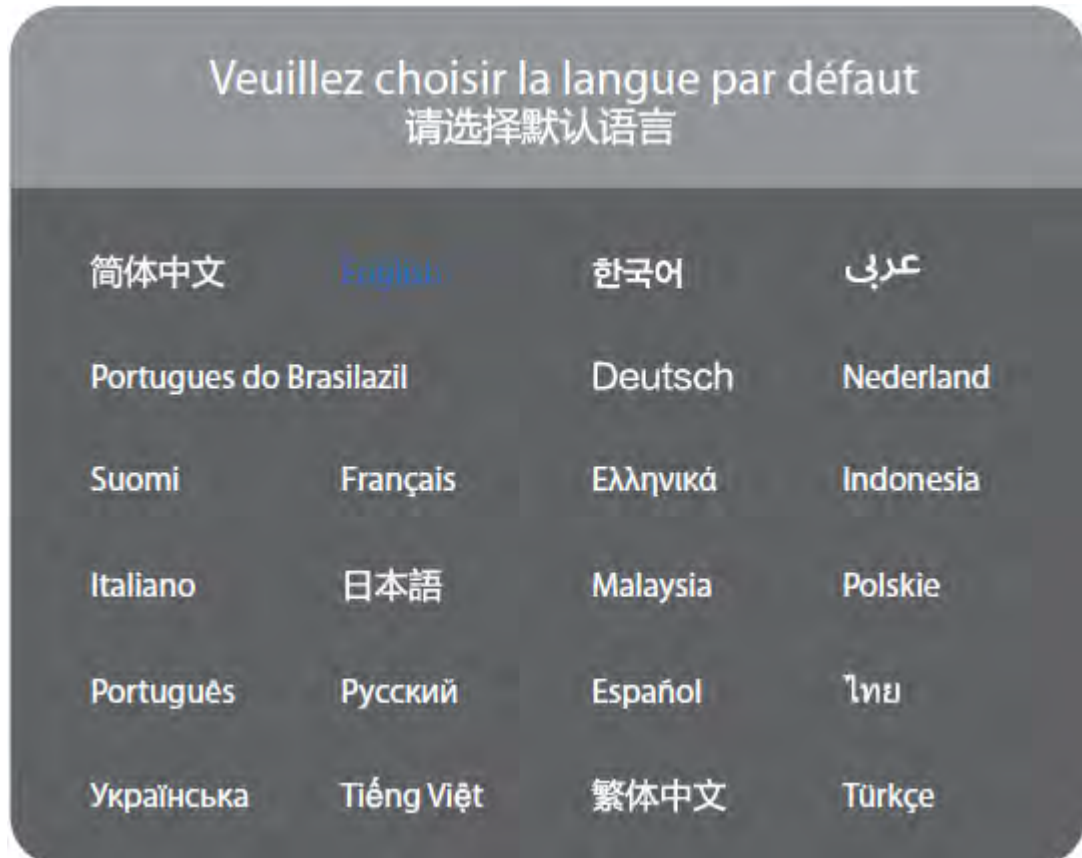 Veuillez choisir la langue par défaut
请选择默认语言
简体中文 English 한국어 عربى
Portugues do Brasilazil Deutsch Nederland
Suomi Français Ελληνικά Indonesia
Italiano 日本語 Malaysia Polskie
Português Русский Español ไทย
Українська Tiếng Việt 繁体中文 Türkçe